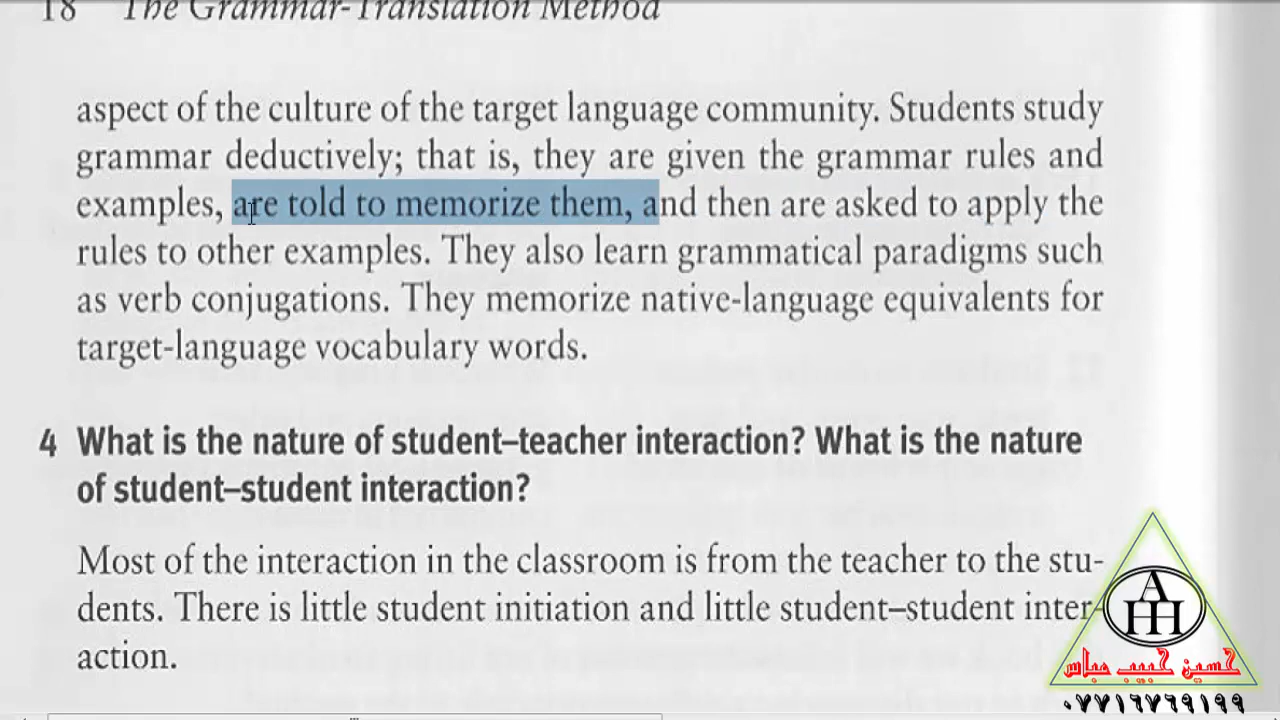 18 The Grammar-Translation Method
aspect of the culture of the target language community. Students study
grammar deductively; that is, they are given the grammar rules and
examples, are told to memorize them, and then are asked to apply the
rules to other examples. They also learn grammatical paradigms such
as verb conjugations. They memorize native-language equivalents for
target-language vocabulary words.
4 What is the nature of student–teacher interaction? What is the nature
of student–student interaction?
Most of the interaction in the classroom is from the teacher to the stu-
dents. There is little student initiation and little student–student inter-
action.
AHH
حسين حبيب عباس
٠٧٧١٦٧٦٩١٩٩